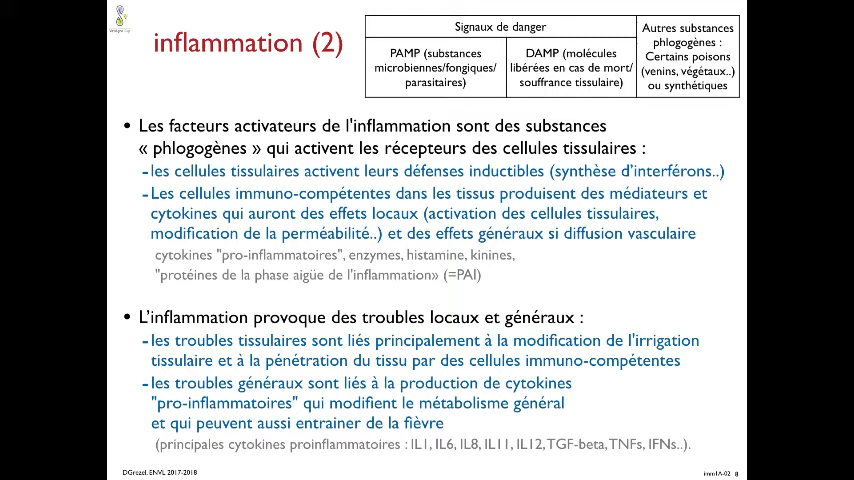 inflammation (2)
Signaux de danger
PAMP (substances
microbiennes/fongiques/
parasitaires)
DAMP (molécules
libérées en cas de mort/
souffrance tissulaire)
Autres substances
phlogogènes :
Certains poisons
(venins, végétaux..)
ou synthétiques
• Les facteurs activateurs de l'inflammation sont des substances
« phlogogènes » qui activent les récepteurs des cellules tissulaires :
- les cellules tissulaires activent leurs défenses inductibles (synthèse d'interférons..)
- Les cellules immuno-compétentes dans les tissus produisent des médiateurs et
cytokines qui auront des effets locaux (activation des cellules tissulaires,
modification de la perméabilité..) et des effets généraux si diffusion vasculaire
cytokines "pro-inflammatoires", enzymes, histamine, kinines,
"protéines de la phase aigüe de l'inflammation» (=PAI)
• L'inflammation provoque des troubles locaux et généraux :
- les troubles tissulaires sont liés principalement à la modification de l'irrigation
tissulaire et à la pénétration du tissu par des cellules immuno-compétentes
- les troubles généraux sont liés à la production de cytokines
"pro-inflammatoires" qui modifient le métabolisme général
et qui peuvent aussi entrainer de la fièvre
(principales cytokines proinflammatoires : IL1, IL6, IL8, IL11, IL12, TGF-beta, TNFs, IFNs..).
DGrezel, ENVL 2017-2018
imm1A-02 8